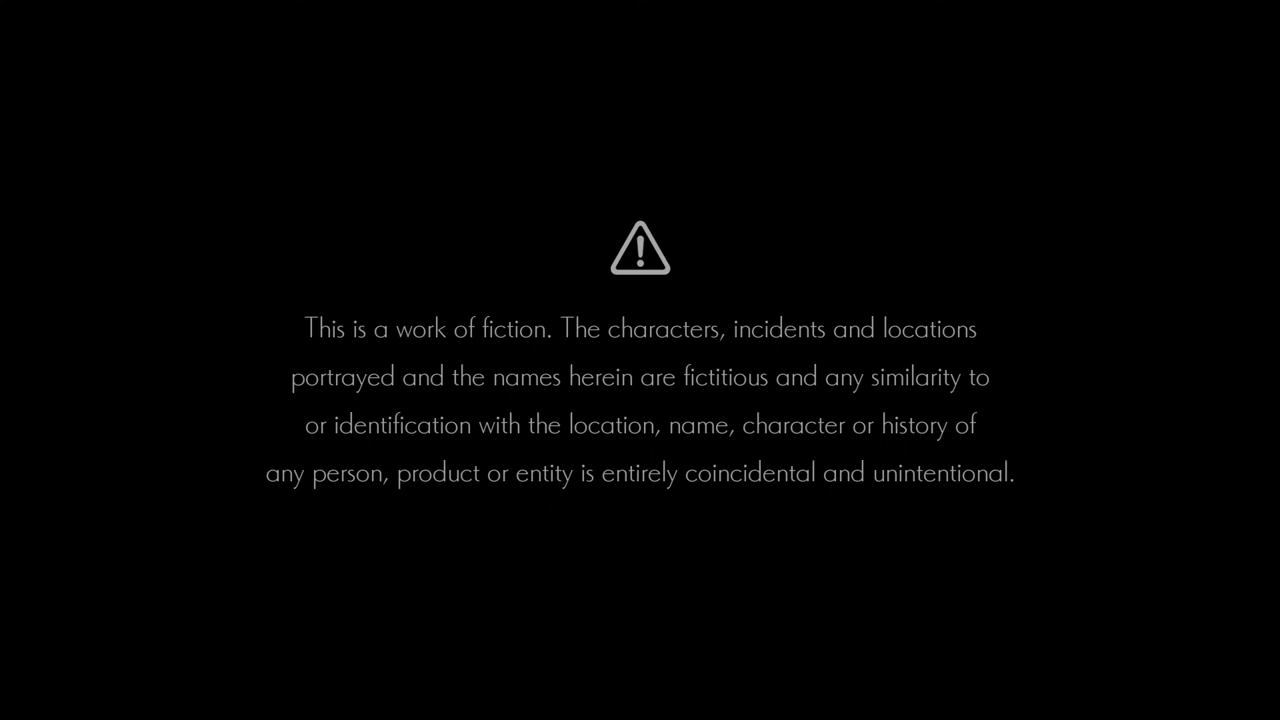 This is a work of fiction. The characters, incidents and locations
portrayed and the names herein are fictitious and any similarity to
or identification with the location, name, character or history of
any person, product or entity is entirely coincidental and unintentional.